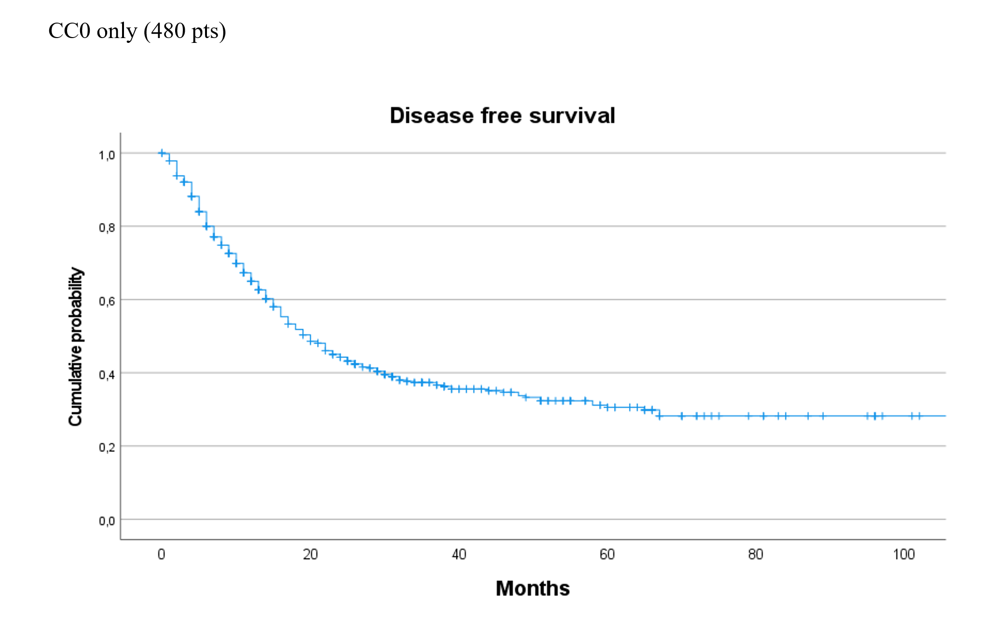 CC0 only (480 pts)
Disease free survival
1,0
0,8
0,6
0,4
0,2
0,0
Cumulative probability
0 20 40 60 80 100
Months